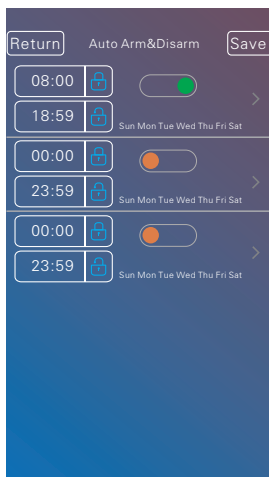 Return Auto Arm&Disarm Save
08:00
18:59
Sun Mon Tue Wed Thu Fri Sat
00:00
23:59
Sun Mon Tue Wed Thu Fri Sat
00:00
23:59
Sun Mon Tue Wed Thu Fri Sat